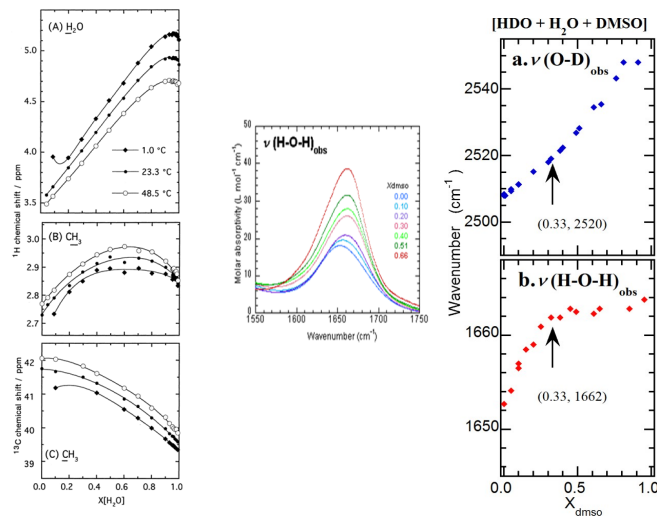 (A) H₂O
5.0
4.5
4.0
3.5
1.0 °C
23.3 °C
48.5 °C
¹H chemical shift / ppm
(B) CH₃
3.0
2.9
2.8
2.7
¹³C chemical shift / ppm
42
41
40
39
(C) CH₃
0.0 0.2 0.4 0.6 0.8 1.0
X[H₂O]
ν (H-O-H)obs
Molar absorptivity (L mol⁻¹ cm⁻¹)
50
45
40
35
30
25
20
15
10
5
0
Xdmso
0.00
0.10
0.20
0.30
0.40
0.51
0.66
1550 1600 1650 1700 1750
Wavenumber (cm⁻¹)
[HDO + H₂O + DMSO]
a. ν (O-D)obs
2540
2520
2500
(0.33, 2520)
Wavenumber (cm⁻¹)
b. ν (H-O-H)obs
1660
1650
(0.33, 1662)
0.0 0.5 1.0
Xdmso